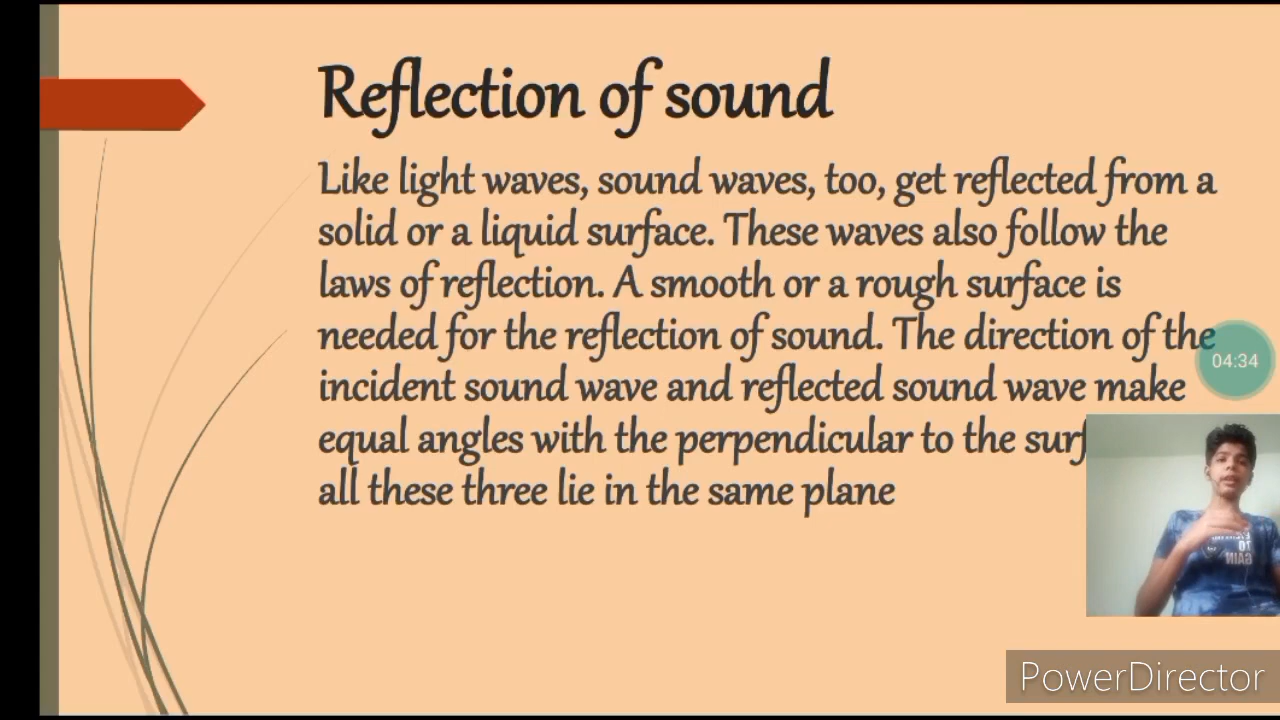 Reflection of sound
Like light waves, sound waves, too, get reflected from a
solid or a liquid surface. These waves also follow the
laws of reflection. A smooth or a rough surface is
needed for the reflection of sound. The direction of the
incident sound wave and reflected sound wave make
equal angles with the perpendicular to the
all these three lie in the same plane
04:34
PowerDirector